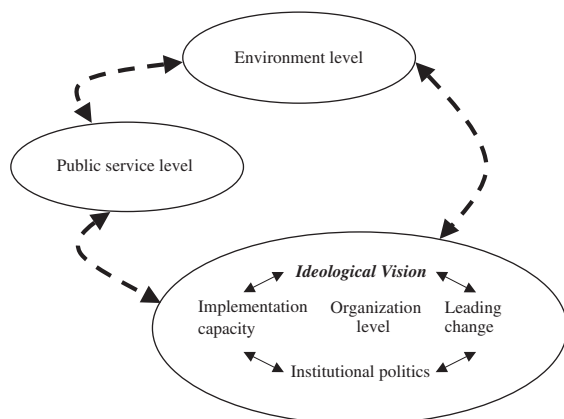 Environment level
Public service level
Ideological Vision
Implementation
capacity
Organization
level
Leading
change
Institutional politics